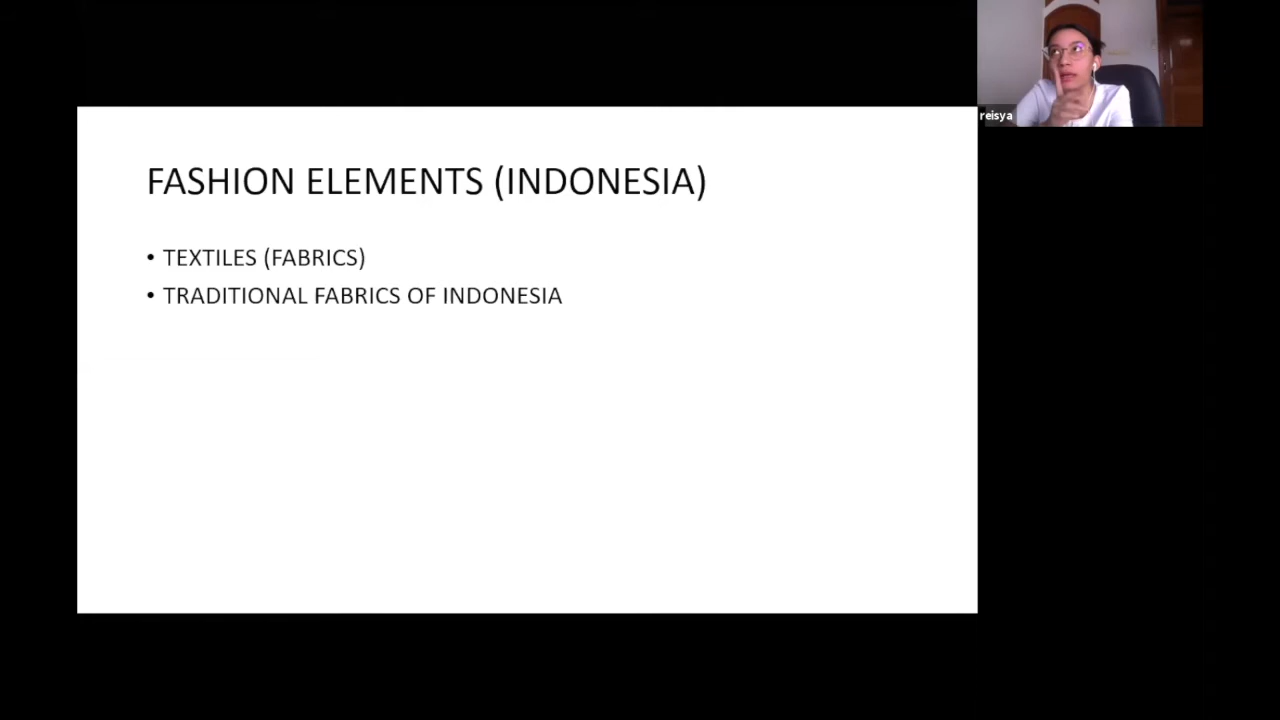 reisya
FASHION ELEMENTS (INDONESIA)
• TEXTILES (FABRICS)
• TRADITIONAL FABRICS OF INDONESIA